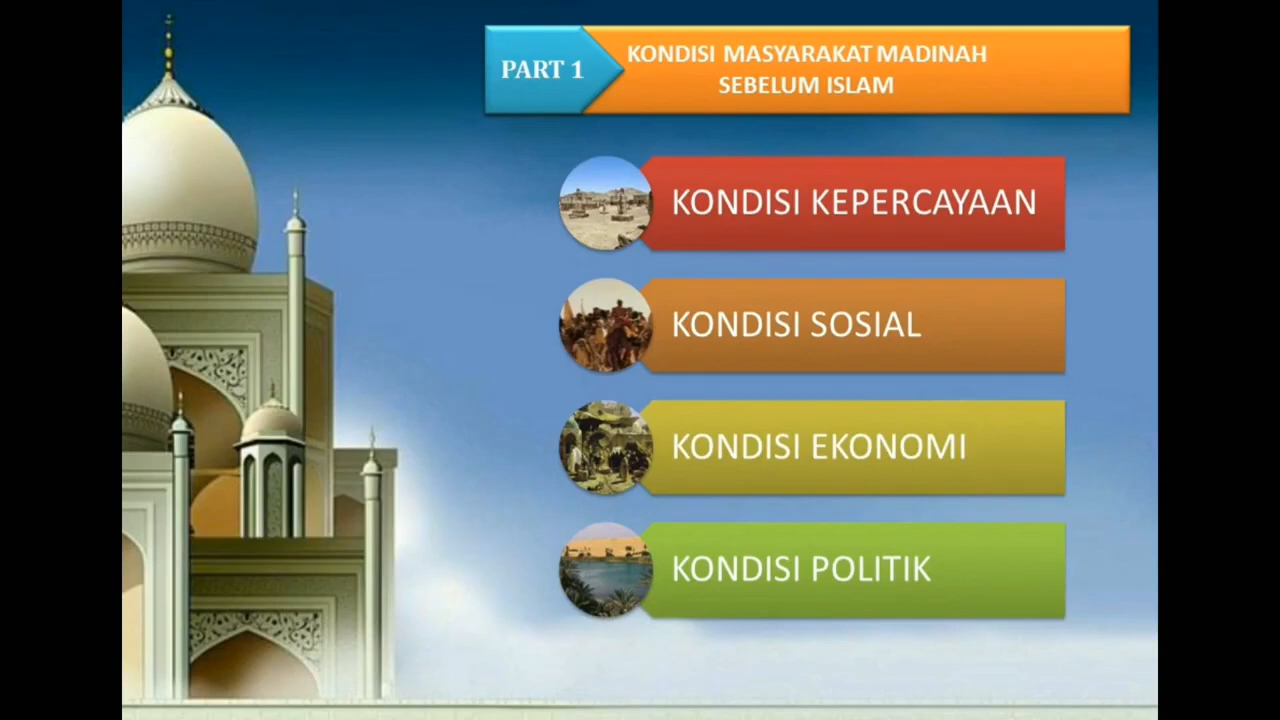 PART 1
KONDISI MASYARAKAT MADINAH
SEBELUM ISLAM
KONDISI KEPERCAYAAN
KONDISI SOSIAL
KONDISI EKONOMI
KONDISI POLITIK